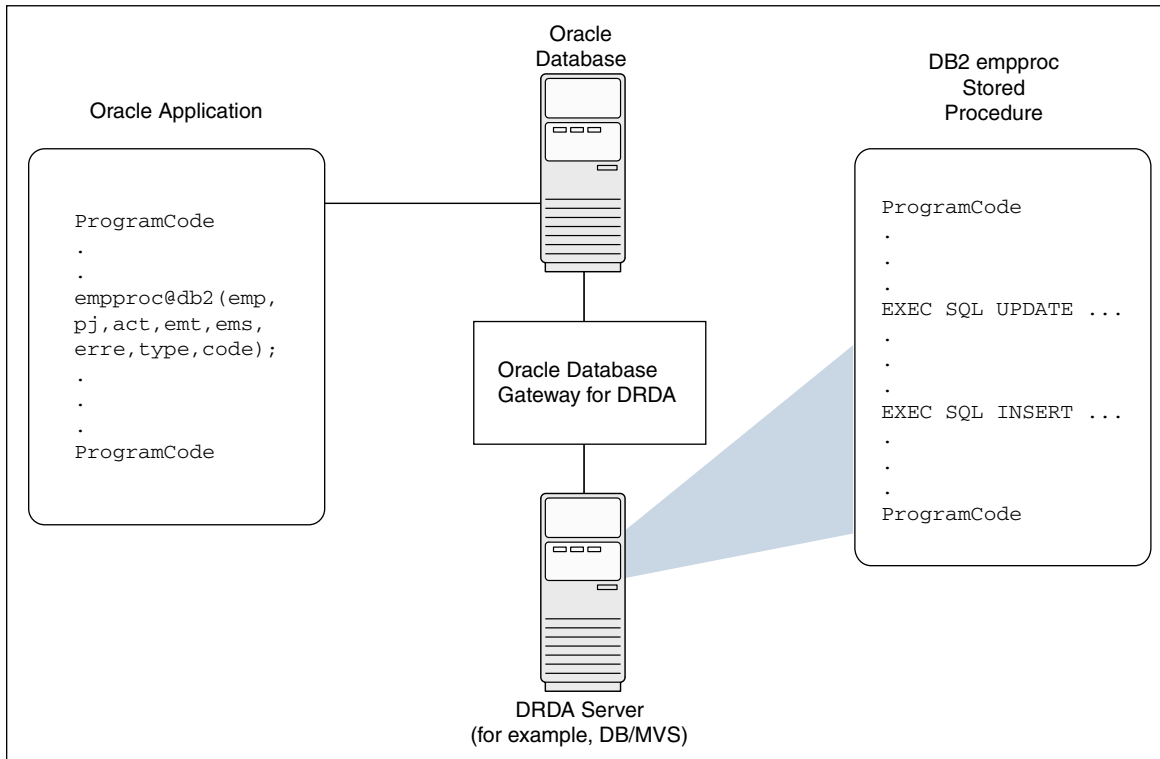 Oracle
Database
DB2 empproc
Stored
Procedure
Oracle Application
ProgramCode
.
.
empproc@db2(emp,
pj,act,emt,ems,
erre,type,code);
.
.
.
ProgramCode
Oracle Database
Gateway for DRDA
ProgramCode
.
.
.
EXEC SQL UPDATE ...
.
.
.
EXEC SQL INSERT ...
.
.
.
ProgramCode
DRDA Server
(for example, DB/MVS)